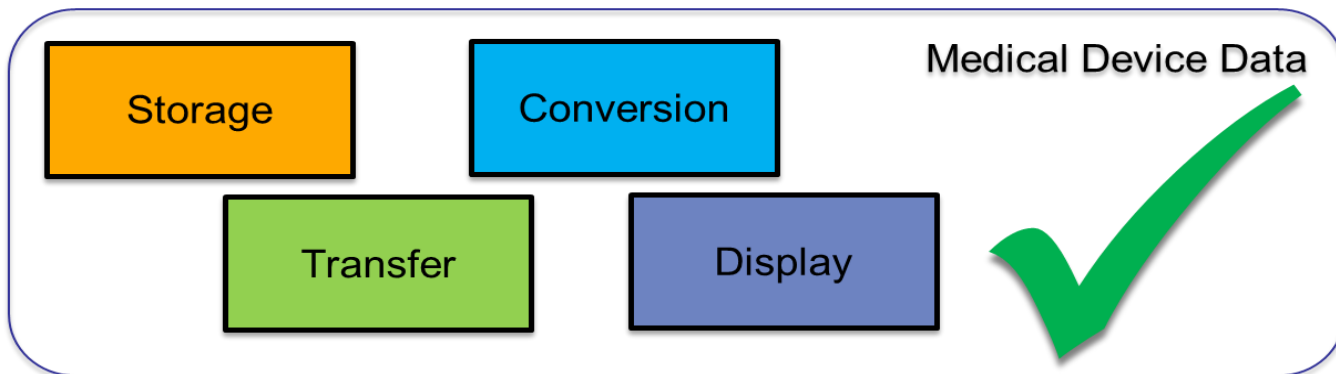 Storage
Conversion
Medical Device Data
Transfer
Display